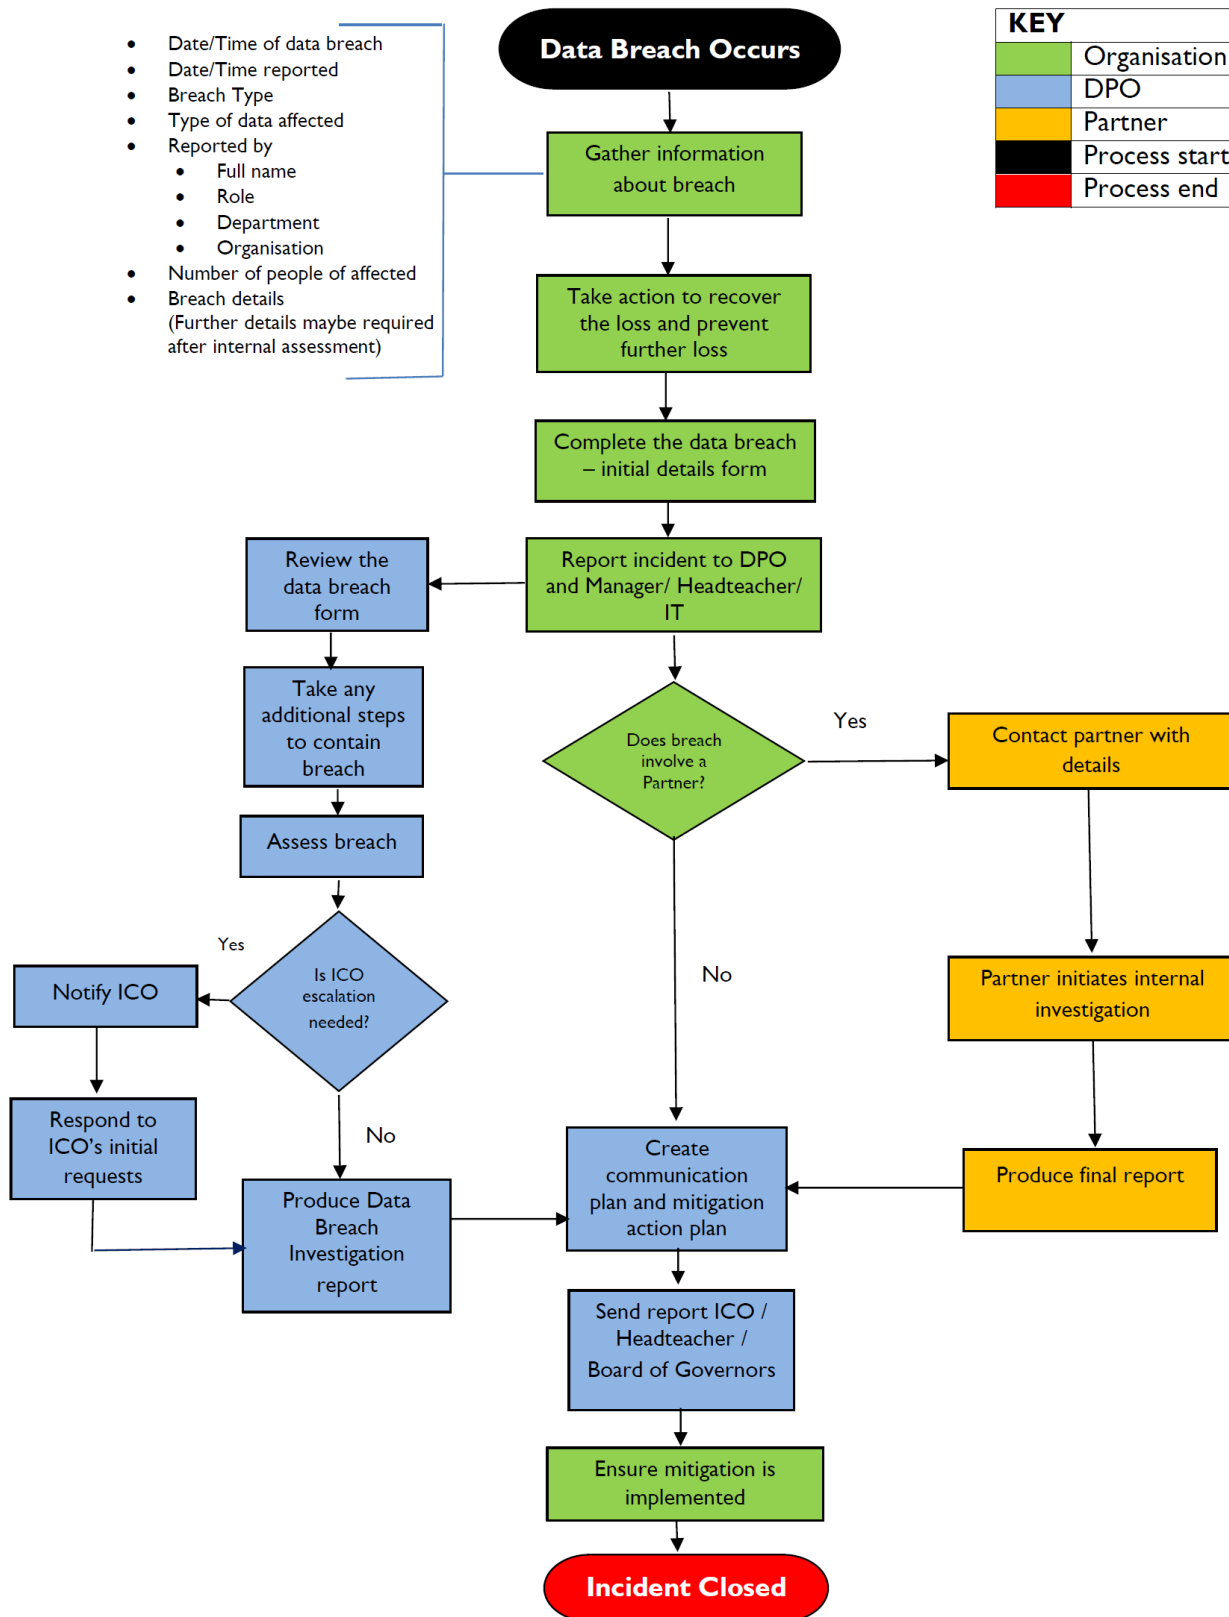 Data Breach Occurs
KEY
Organisation
DPO
Partner
Process start
Process end
• Date/Time of data breach
• Date/Time reported
• Breach Type
• Type of data affected
• Reported by
• Full name
• Role
• Department
• Organisation
• Number of people of affected
• Breach details
(Further details maybe required
after internal assessment)
Gather information
about breach
Take action to recover
the loss and prevent
further loss
Complete the data breach
– initial details form
Report incident to DPO
and Manager/ Headteacher/
IT
Review the
data breach
form
Take any
additional steps
to contain
breach
Assess breach
Does breach
involve a
Partner?
Yes
Contact partner with
details
Yes
Is ICO
escalation
needed?
Notify ICO
No
Partner initiates internal
investigation
Respond to
ICO's initial
requests
No
Produce Data
Breach
Investigation
report
Create
communication
plan and mitigation
action plan
Produce final report
Send report ICO /
Headteacher /
Board of Governors
Ensure mitigation is
implemented
Incident Closed